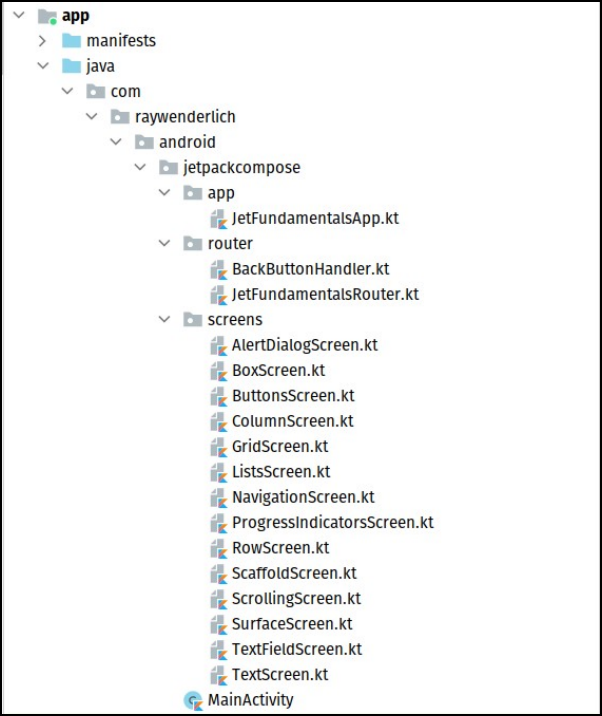 app
manifests
java
com
raywenderlich
android
jetpackcompose
app
JetFundamentalsApp.kt
router
BackButtonHandler.kt
JetFundamentalsRouter.kt
screens
AlertDialogScreen.kt
BoxScreen.kt
ButtonsScreen.kt
ColumnScreen.kt
GridScreen.kt
ListsScreen.kt
NavigationScreen.kt
ProgressIndicatorsScreen.kt
RowScreen.kt
ScaffoldScreen.kt
ScrollingScreen.kt
SurfaceScreen.kt
TextFieldScreen.kt
TextScreen.kt
MainActivity